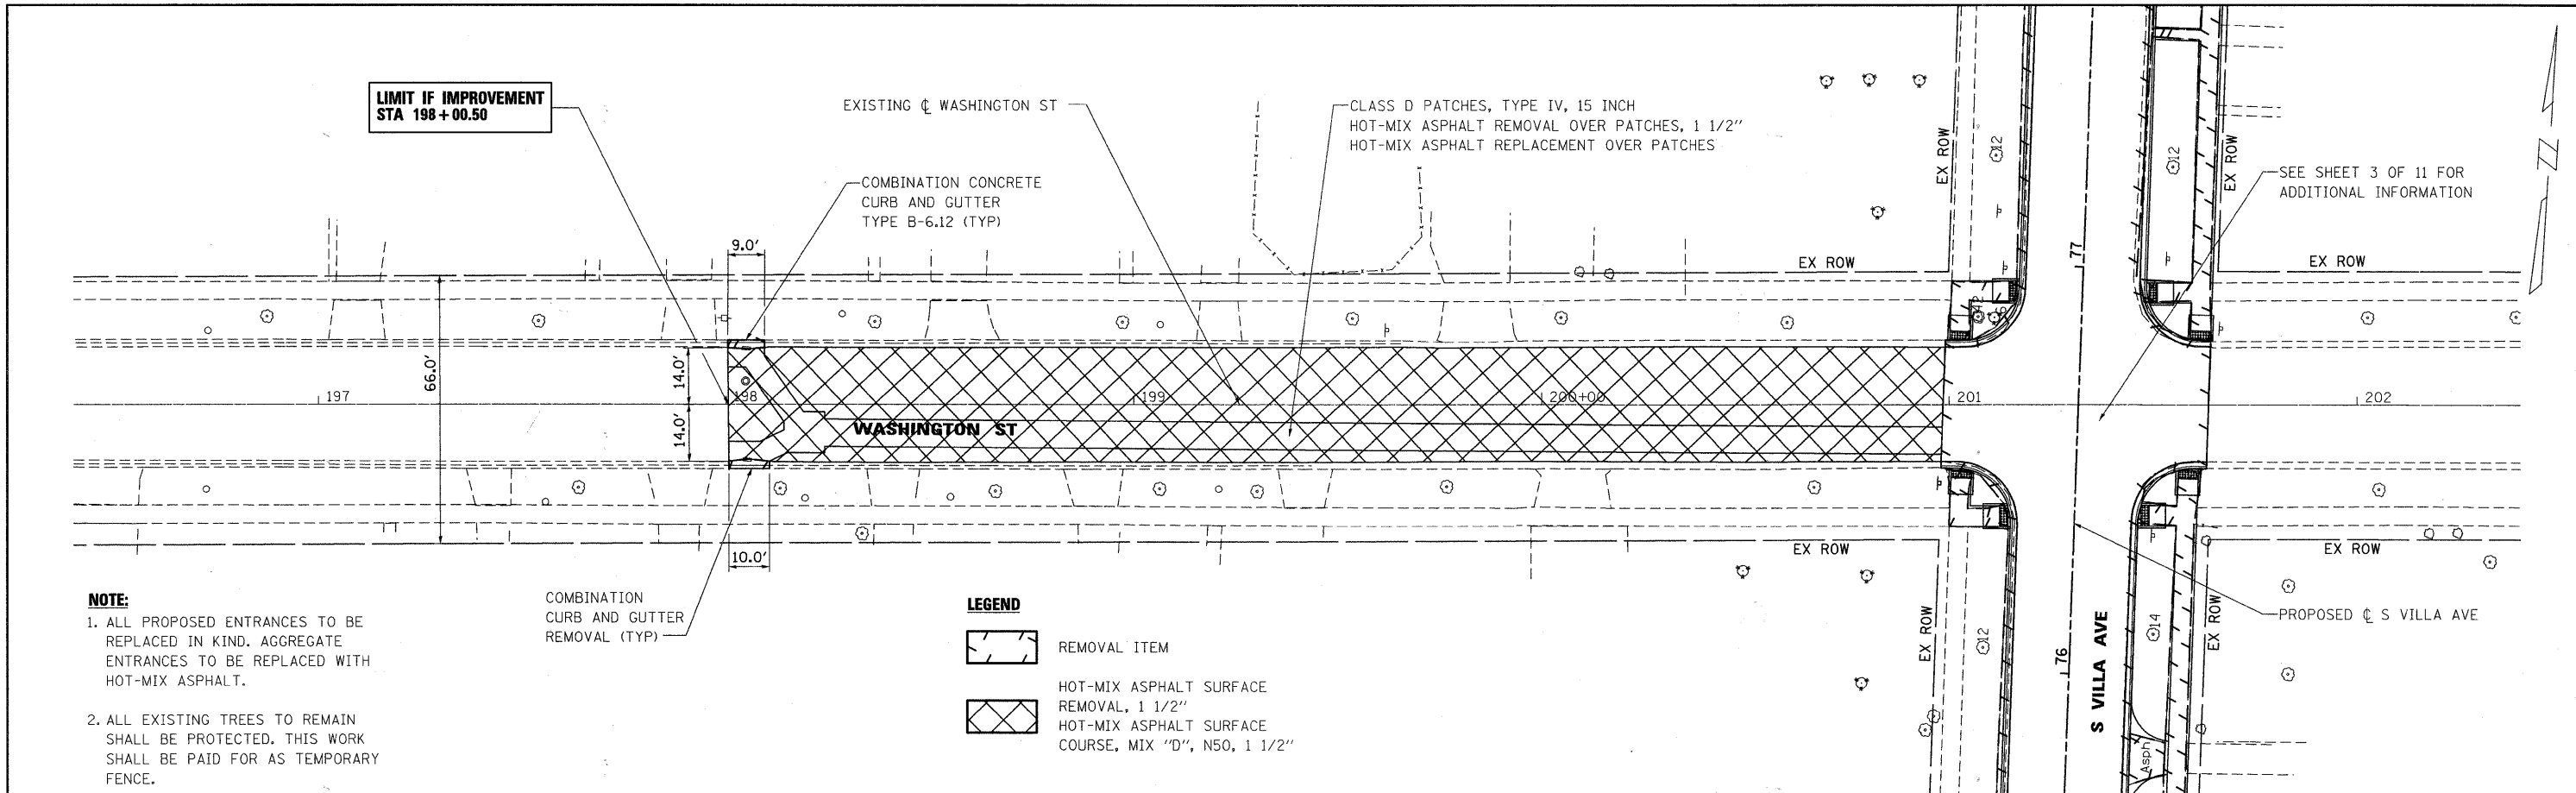 LIMIT IF IMPROVEMENT
STA 198+00.50
EXISTING ℄ WASHINGTON ST
CLASS D PATCHES, TYPE IV, 15 INCH
HOT-MIX ASPHALT REMOVAL OVER PATCHES, 1 1/2"
HOT-MIX ASPHALT REPLACEMENT OVER PATCHES
COMBINATION CONCRETE
CURB AND GUTTER
TYPE B-6.12 (TYP)
SEE SHEET 3 OF 11 FOR
ADDITIONAL INFORMATION
EX ROW
EX ROW
12
12
N
77
9.0'
EX ROW
EX ROW
66.0'
14.0'
14.0'
197
198
199
200+00
201
202
WASHINGTON ST
10.0'
EX ROW
EX ROW
COMBINATION
CURB AND GUTTER
REMOVAL (TYP)
NOTE:
1. ALL PROPOSED ENTRANCES TO BE
REPLACED IN KIND. AGGREGATE
ENTRANCES TO BE REPLACED WITH
HOT-MIX ASPHALT.
2. ALL EXISTING TREES TO REMAIN
SHALL BE PROTECTED. THIS WORK
SHALL BE PAID FOR AS TEMPORARY
FENCE.
LEGEND
REMOVAL ITEM
HOT-MIX ASPHALT SURFACE
REMOVAL, 1 1/2"
HOT-MIX ASPHALT SURFACE
COURSE, MIX "D", N50, 1 1/2"
EX ROW
12
76
S VILLA AVE
14
EX ROW
Asph
PROPOSED ℄ S VILLA AVE